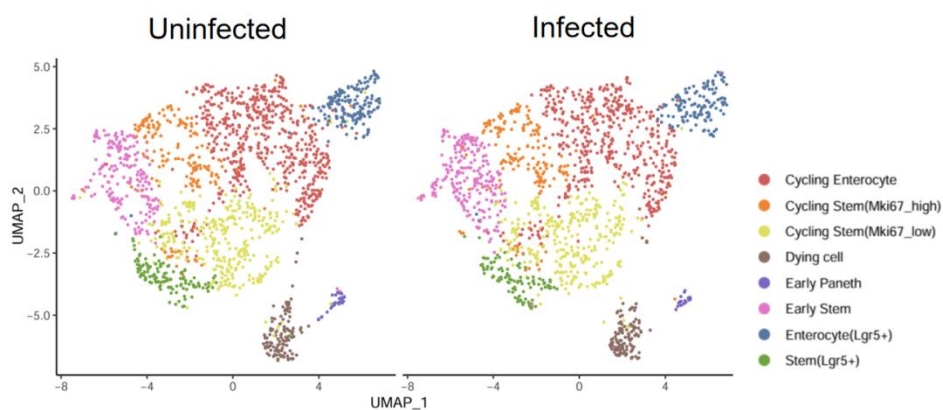 Uninfected
Infected
UMAP_2
5.0
2.5
0.0
−2.5
−5.0
−8
−4
0
4
−8
−4
0
4
UMAP_1
Cycling Enterocyte
Cycling Stem(Mki67_high)
Cycling Stem(Mki67_low)
Dying cell
Early Paneth
Early Stem
Enterocyte(Lgr5+)
Stem(Lgr5+)